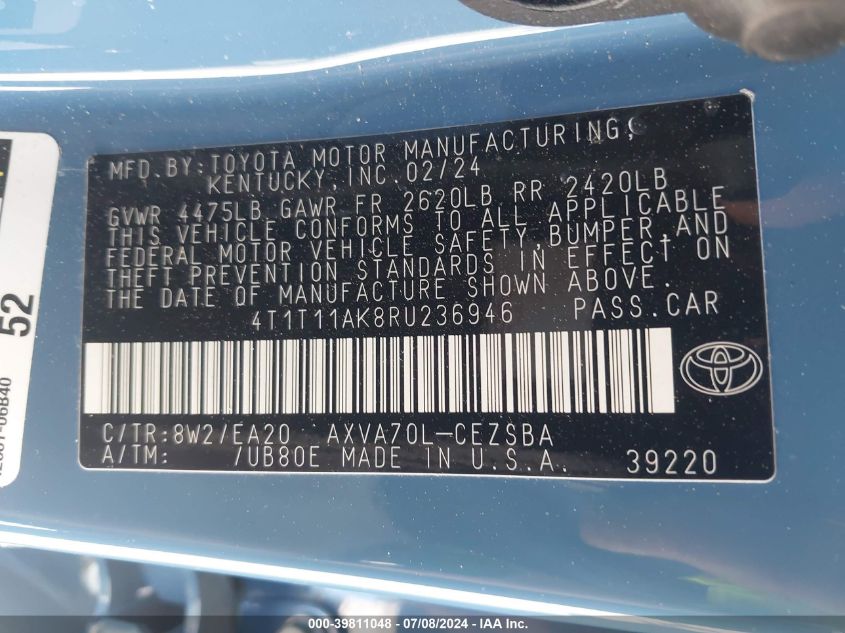 MFD.BY:TOYOTA MOTOR MANUFACTURING,
KENTUCKY,INC.02/24
GVWR 4475LB GAWR FR 2620LB RR 2420LB
THIS VEHICLE CONFORMS TO ALL APPLICABLE
FEDERAL MOTOR VEHICLE SAFETY,BUMPER,AND
THEFT PREVENTION STANDARDS IN EFFECT ON
THE DATE OF MANUFACTURE SHOWN ABOVE.
4T1T11AK8RU236946 PASS.CAR
C/TR:8W2/EA20 AXVA70L-CEZSBA
A/TM: /UB80E MADE IN U.S.A. 39220
52
000-39811048 - 07/08/2024 - IAA Inc.